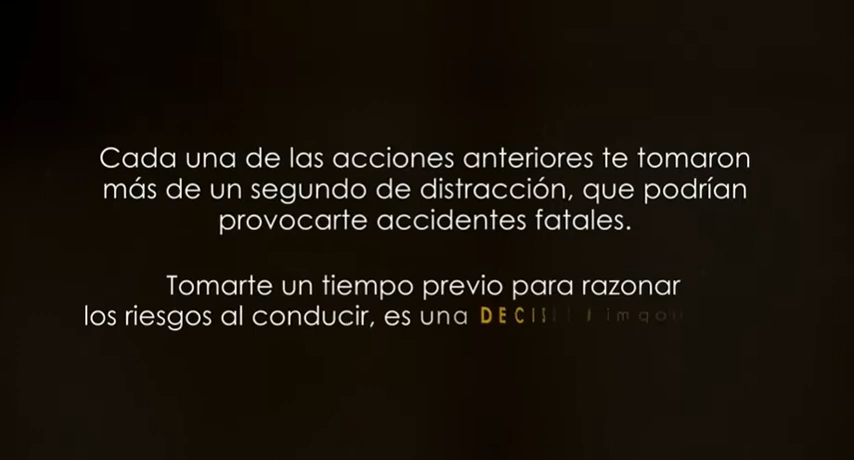 Cada una de las acciones anteriores te tomaron
más de un segundo de distracción, que podrían
provocarte accidentes fatales.
Tomarte un tiempo previo para razonar
los riesgos al conducir, es una